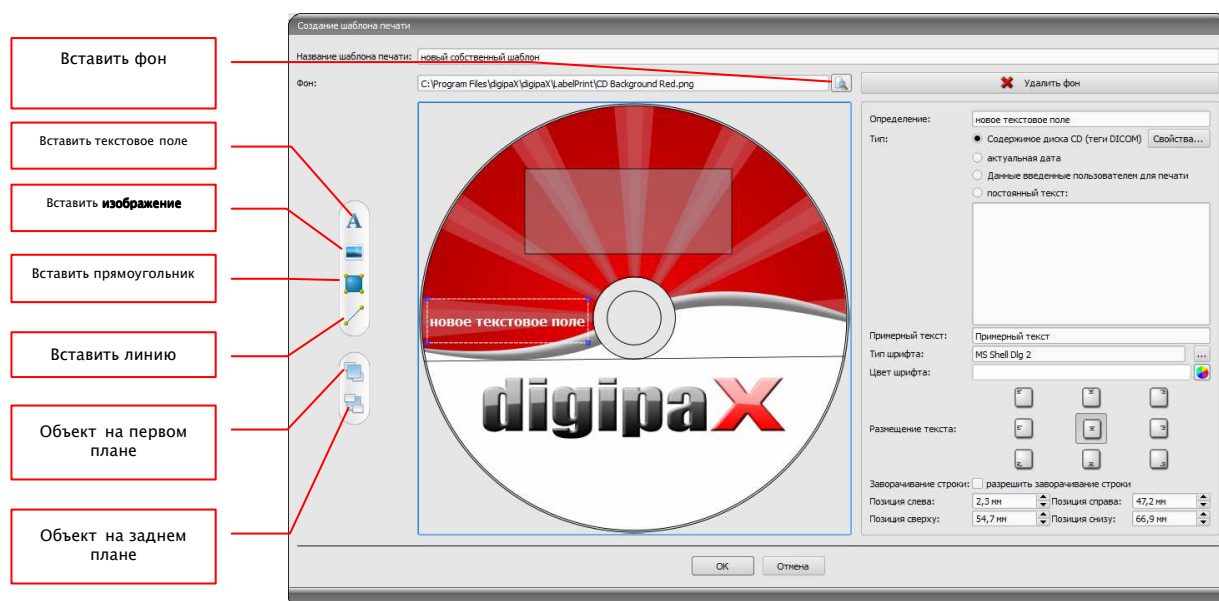 Создание шаблона печати
Вставить фон
Название шаблона печати: новый собственный шаблон
Фон: C:\Program Files\digipaX\digipaX\LabelPrint\CD Background Red.png
Удалить фон
Вставить текстовое поле
Вставить изображение
Вставить прямоугольник
Вставить линию
Объект на первом
плане
Объект на заднем
плане
A
новое текстовое поле
digipaX
Определение: новое текстовое поле
Тип: Содержимое диска CD (теги DICOM) Свойства...
актуальная дата
Данные введенные пользователен для печати
постоянный текст:
Примерный текст: Примерный текст
Тип шрифта: MS Shell Dlg 2 ...
Цвет шрифта:
Размещение текста:
Заворачивание строки: разрешить заворачивание строки
Позиция слева: 2,3 мм Позиция справа: 47,2 мм
Позиция сверху: 54,7 мм Позиция снизу: 66,9 мм
OK Отмена